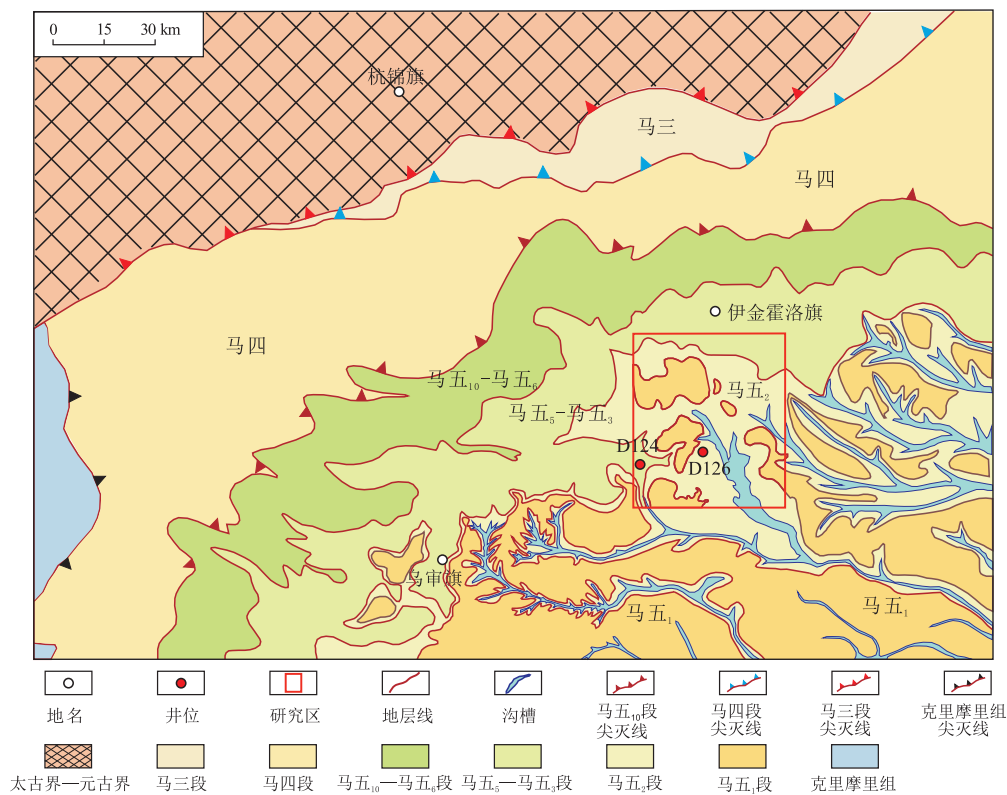 0 15 30 km
杭锦旗
马三
马四
伊金霍洛旗
马四
马五₁₀-马五₆
马五₂
马五₅-马五₃
D124
D126
乌审旗
马五₁
马五₁
地名
井位
研究区
地层线
沟槽
马五₁₀段
尖灭线
马四段
尖灭线
马三段
尖灭线
克里摩里组
尖灭线
太古界—元古界
马三段
马四段
马五₁₀—马五₆段
马五₅—马五₃段
马五₂段
马五₁段
克里摩里组